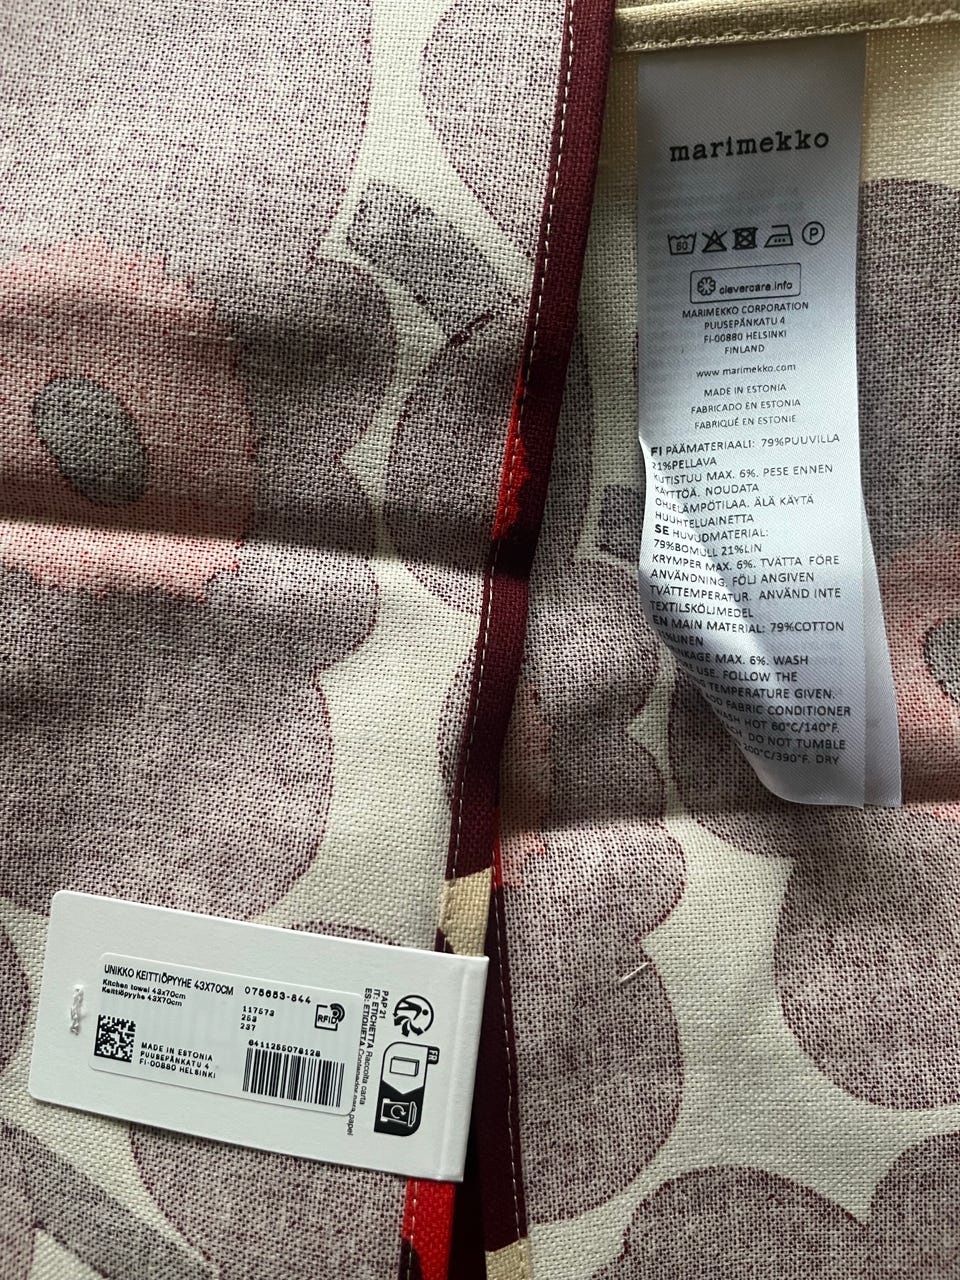 marimekko
60
P
clevercare.info
MARIMEKKO CORPORATION
PUUSEPÄNKATU 4
FI-00880 HELSINKI
FINLAND
www.marimekko.com
MADE IN ESTONIA
FABRICADO EN ESTONIA
FABRIQUÉ EN ESTONIE
FI PÄÄMATERIAALI: 79%PUUVILLA
21%PELLAVA
KUTISTUU MAX. 6%. PESE ENNEN
KÄYTTÖÄ. NOUDATA
OHJELÄMPÖTILAA. ÄLÄ KÄYTÄ
HUUHTELUAINETTA
SE HUVUDMATERIAL:
79%BOMULL 21%LIN
KRYMPER MAX. 6%. TVÄTTA FÖRE
ANVÄNDNING, FÖLJ ANGIVEN
TVÄTTEMPERATUR. ANVÄND INTE
TEXTILSKÖLJMEDEL
EN MAIN MATERIAL: 79%COTTON
MAX. 6%. WASH
USE. FOLLOW THE
TEMPERATURE GIVEN.
FABRIC CONDITIONER
HOT 60°C/140°F.
DO NOT TUMBLE
200°C/390°F. DRY
UNIKKO KEITTIÖPYYHE 43X70CM
Kitchen towel 43x70cm
Keittiöpyyhe 43X70cm
075653-844
117573
253
237
RFID
6411255078128
MADE IN ESTONIA
PUUSEPÄNKATU 4
FI-00880 HELSINKI
PAP 21
IT: ETICHETTA Raccolta carta
ES: ETIQUETA Contenedor para papel
FR